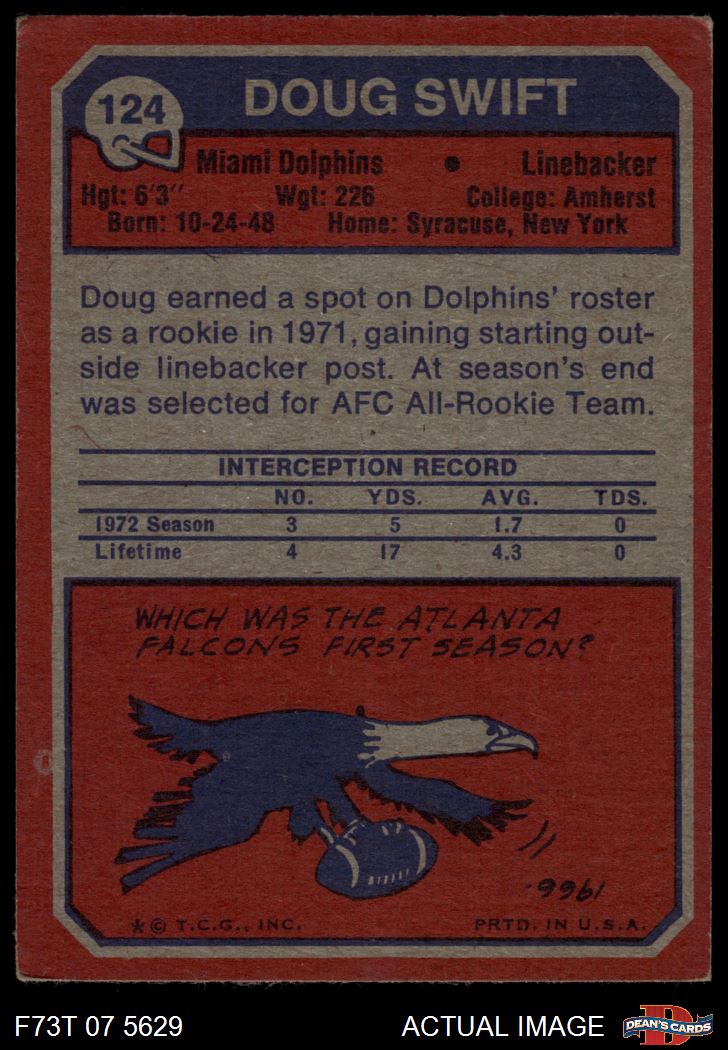 124
DOUG SWIFT
Miami Dolphins • Linebacker
Hgt: 6'3" Wgt: 226 College: Amherst
Born: 10-24-48 Home: Syracuse, New York
Doug earned a spot on Dolphins' roster
as a rookie in 1971, gaining starting out-
side linebacker post. At season's end
was selected for AFC All-Rookie Team.
INTERCEPTION RECORD
NO. YDS. AVG. TDS.
1972 Season 3 5 1.7 0
Lifetime 4 17 4.3 0
WHICH WAS THE ATLANTA
FALCONS FIRST SEASON?
1966.
* © T.C.G., INC. PRTD. IN U.S.A.
F73T 07 5629 ACTUAL IMAGE
D
DEAN'S CARDS